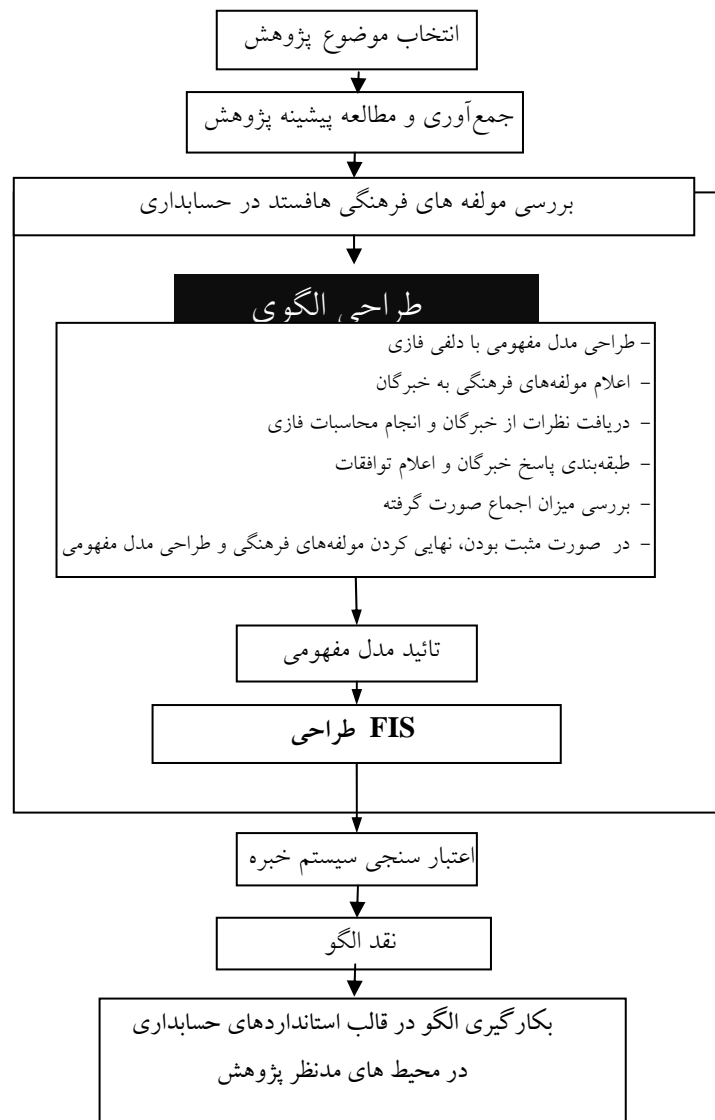 انتخاب موضوع پژوهش
جمع‌آوری و مطالعه پیشینه پژوهش
بررسی مولفه های فرهنگی هافستد در حسابداری
طراحی الگوی
- طراحی مدل مفهومی با دلفی فازی
- اعلام مولفه‌های فرهنگی به خبرگان
- دریافت نظرات از خبرگان و انجام محاسبات فازی
- طبقه‌بندی پاسخ خبرگان و اعلام توافقات
- بررسی میزان اجماع صورت گرفته
- در صورت مثبت بودن، نهایی کردن مولفه‌های فرهنگی و طراحی مدل مفهومی
تائید مدل مفهومی
طراحی FIS
اعتبار سنجی سیستم خبره
نقد الگو
بکارگیری الگو در قالب استانداردهای حسابداری
در محیط های مدنظر پژوهش